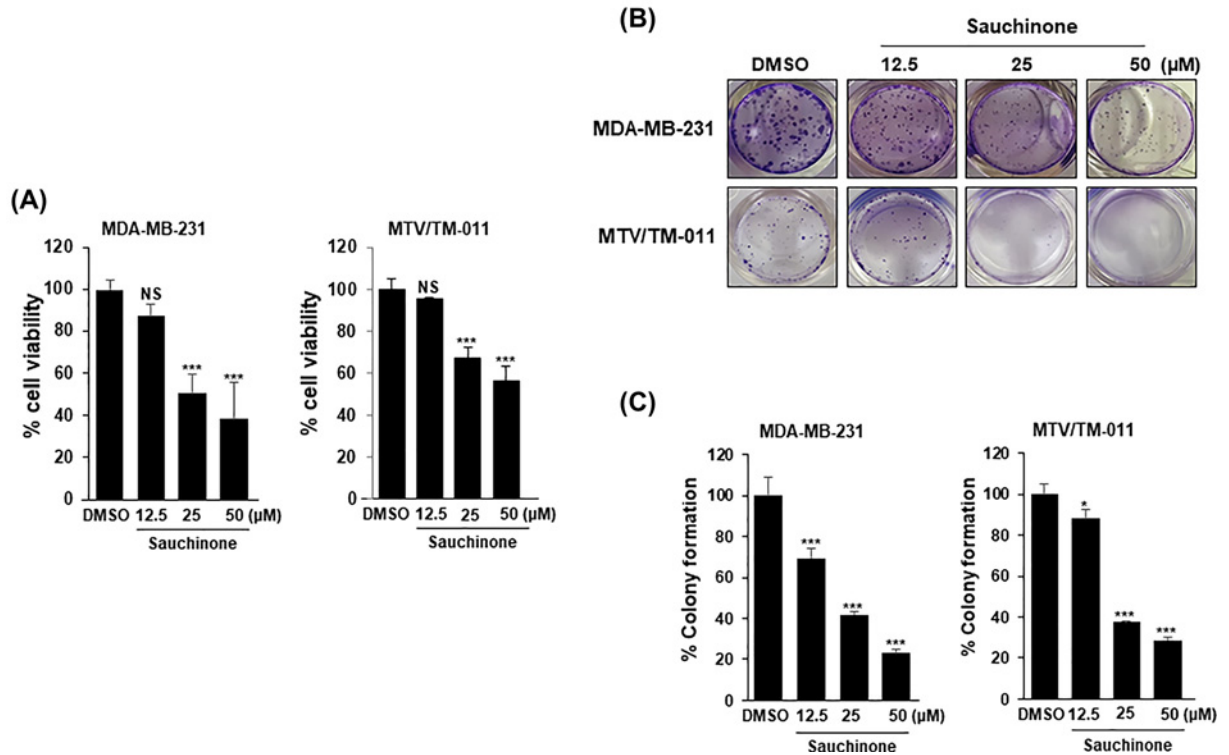 (A)
MDA-MB-231
% cell viability
120
100
80
60
40
20
0
NS
***
***
DMSO 12.5 25 50 (µM)
Sauchinone
MTV/TM-011
% cell viability
120
100
80
60
40
20
0
NS
***
***
DMSO 12.5 25 50 (µM)
Sauchinone
(B)
Sauchinone
DMSO 12.5 25 50 (µM)
MDA-MB-231
MTV/TM-011
(C)
MDA-MB-231
% Colony formation
120
100
80
60
40
20
0
***
***
***
DMSO 12.5 25 50 (µM)
Sauchinone
MTV/TM-011
% Colony formation
120
100
80
60
40
20
0
*
***
***
DMSO 12.5 25 50 (µM)
Sauchinone